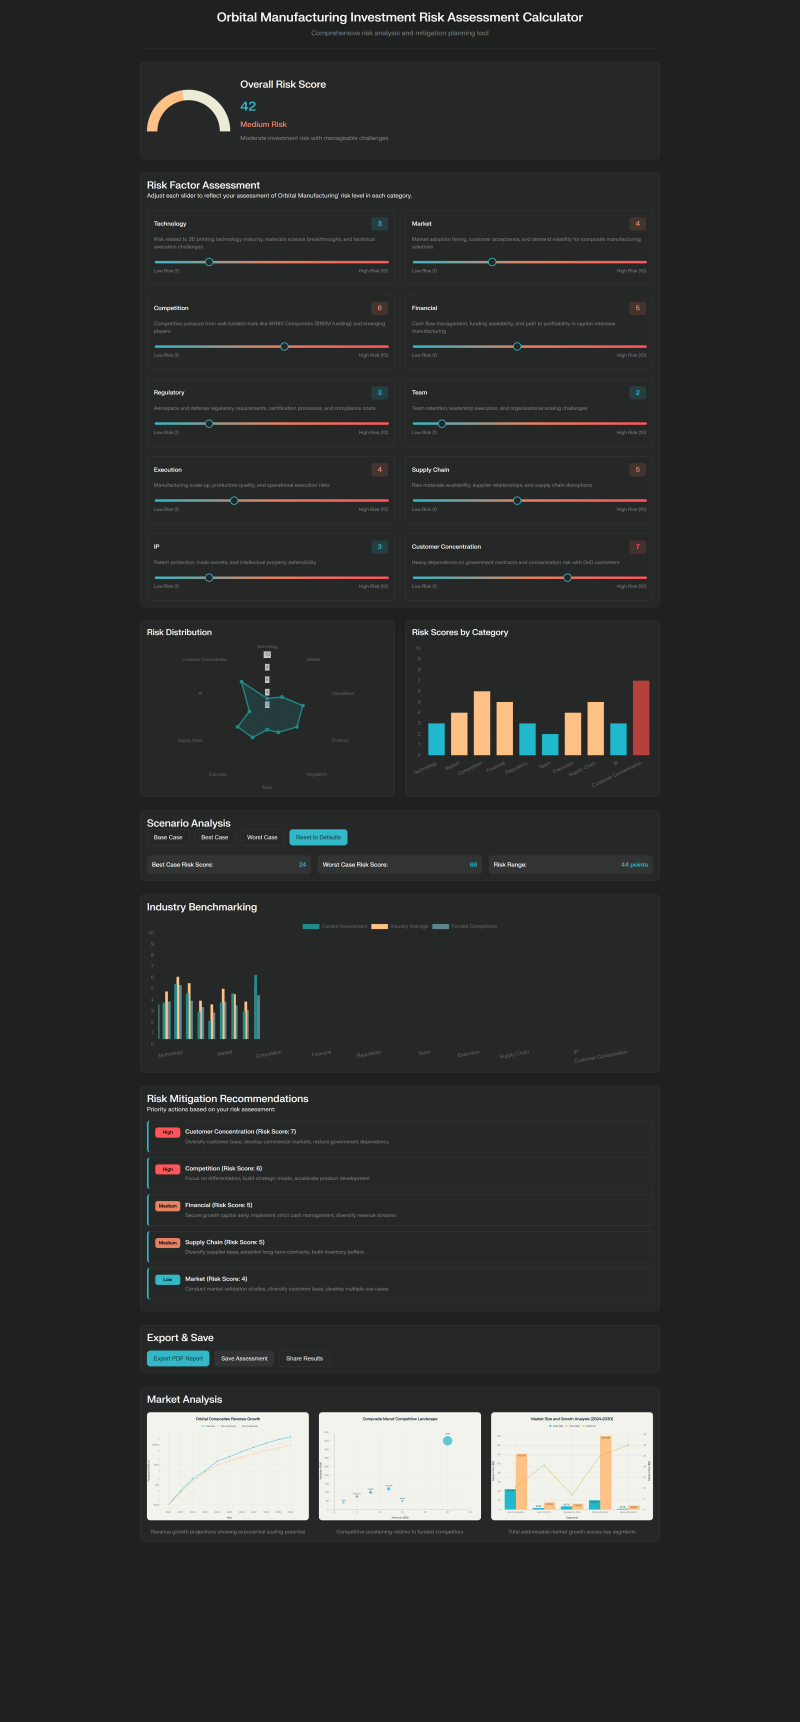 Orbital Manufacturing Investment Risk Assessment Calculator
Comprehensive risk analysis and mitigation planning tool
Overall Risk Score
42
Medium Risk
Moderate investment risk with manageable challenges
Risk Factor Assessment
Adjust each slider to reflect your assessment of Orbital Manufacturing' risk level in each category.
Technology
3
Risk related to 3D printing technology maturity, materials science breakthroughs, and technical
execution challenges
Low Risk (1)
High Risk (10)
Market
4
Market adoption timing, customer acceptance, and demand volatility for composite manufacturing
solutions
Low Risk (1)
High Risk (10)
Competition
6
Competitive pressure from well-funded rivals like ARRIS Composites ($191M funding) and emerging
players
Low Risk (1)
High Risk (10)
Financial
5
Cash flow management, funding availability, and path to profitability in capital-intensive
manufacturing
Low Risk (1)
High Risk (10)
Regulatory
3
Aerospace and defense regulatory requirements, certification processes, and compliance costs
Low Risk (1)
High Risk (10)
Team
2
Team retention, leadership execution, and organizational scaling challenges
Low Risk (1)
High Risk (10)
Execution
4
Manufacturing scale-up, production quality, and operational execution risks
Low Risk (1)
High Risk (10)
Supply Chain
5
Raw materials availability, supplier relationships, and supply chain disruptions
Low Risk (1)
High Risk (10)
IP
3
Patent protection, trade secrets, and intellectual property defensibility
Low Risk (1)
High Risk (10)
Customer Concentration
7
Heavy dependence on government contracts and concentration risk with DoD customers
Low Risk (1)
High Risk (10)
Risk Distribution
Technology
Market
Competition
Financial
Regulatory
Team
Execution
Supply Chain
IP
Customer Concentration
10
8
6
4
2
Risk Scores by Category
10
9
8
7
6
5
4
3
2
1
0
Technology
Market
Competition
Financial
Regulatory
Team
Execution
Supply Chain
IP
Customer Concentration
Scenario Analysis
Base Case
Best Case
Worst Case
Reset to Defaults
Best Case Risk Score:
24
Worst Case Risk Score:
68
Risk Range:
44 points
Industry Benchmarking
Current Assessment
Industry Average
Funded Competitors
10
9
8
7
6
5
4
3
2
1
0
Technology
Market
Competition
Financial
Regulatory
Team
Execution
Supply Chain
IP
Customer Concentration
Risk Mitigation Recommendations
Priority actions based on your risk assessment:
High
Customer Concentration (Risk Score: 7)
Diversify customer base, develop commercial markets, reduce government dependency
High
Competition (Risk Score: 6)
Focus on differentiation, build strategic moats, accelerate product development
Medium
Financial (Risk Score: 5)
Secure growth capital early, implement strict cash management, diversify revenue streams
Medium
Supply Chain (Risk Score: 5)
Diversify supplier base, establish long-term contracts, build inventory buffers
Low
Market (Risk Score: 4)
Conduct market validation studies, diversify customer base, develop multiple use cases
Export & Save
Export PDF Report
Save Assessment
Share Results
Market Analysis
Orbital Composites Revenue Growth
Year
Revenue growth projections showing exponential scaling potential
Composite Manuf Competitive Landscape
Competitive positioning relative to funded competitors
Market Size and Growth Analysis (2024-2030)
Segments
Total addressable market growth across key segments